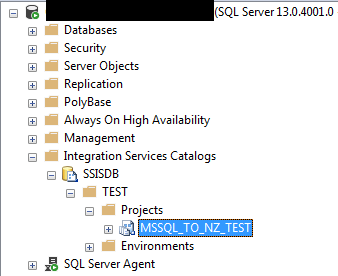 (SQL Server 13.0.4001.0
Databases
Security
Server Objects
Replication
PolyBase
Always On High Availability
Management
Integration Services Catalogs
SSISDB
TEST
Projects
MSSQL_TO_NZ_TEST
Environments
SQL Server Agent